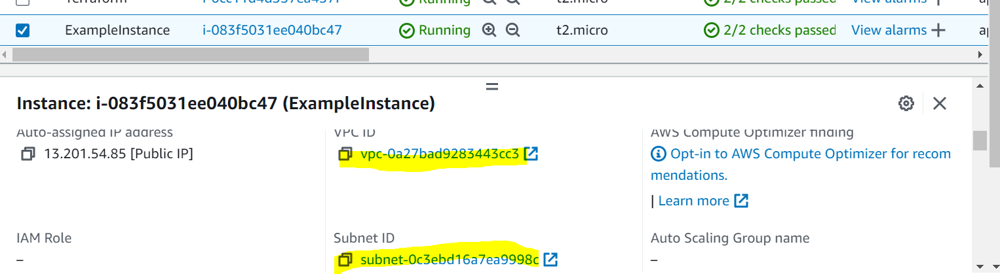 Terraform Running t2.micro 2/2 checks passed View alarms
ExampleInstance i-083f5031ee040bc47 Running t2.micro 2/2 checks passed View alarms +
Instance: i-083f5031ee040bc47 (ExampleInstance)
Auto-assigned IP address VPC ID AWS Compute Optimizer finding
13.201.54.85 [Public IP] vpc-0a27bad9283443cc3 Opt-in to AWS Compute Optimizer for recom
mendations.
| Learn more
IAM Role Subnet ID Auto Scaling Group name
– subnet-0c3ebd16a7ea9998c –